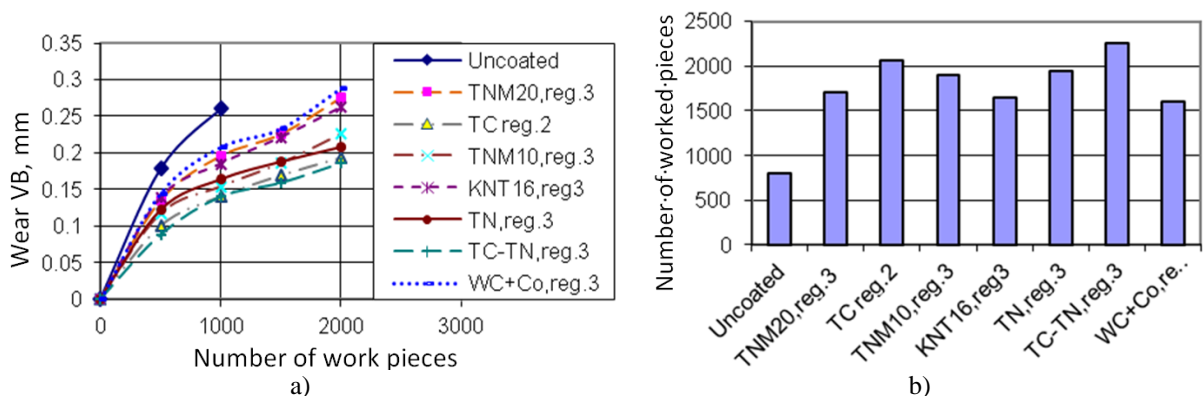 0.35
0.3
0.25
0.2
0.15
0.1
0.05
0
Wear VB, mm
0
1000
2000
3000
Number of work pieces
Uncoated
TNM20,reg.3
TC reg.2
TNM10,reg.3
KNT16,reg3
TN,reg.3
TC-TN,reg.3
WC+Co,reg.3
a)
2500
2000
1500
1000
500
0
Number·of·worked·pieces
Uncoated
TNM20,reg.3
TC reg.2
TNM10,reg.3
KNT16,reg3
TN,reg.3
TC-TN,reg.3
WC+Co,re..
b)